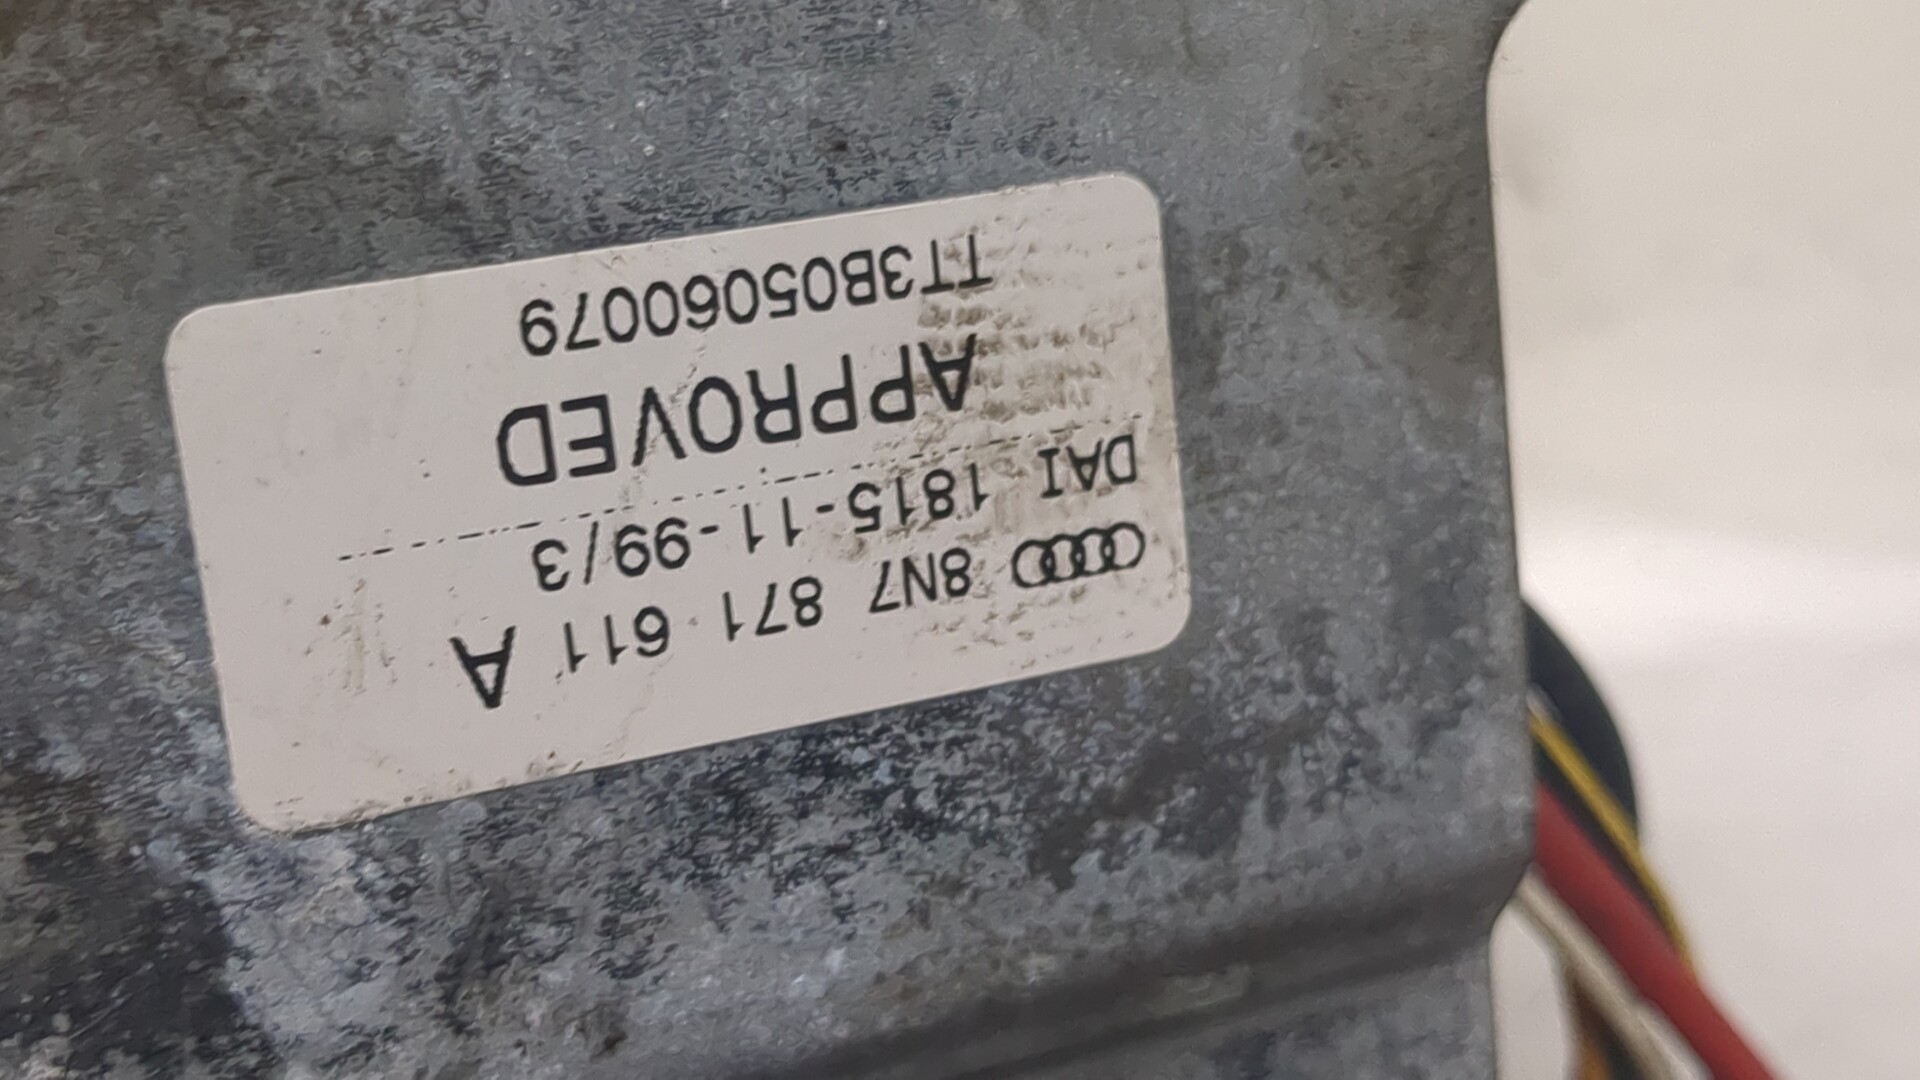 8N7 871 611 A
DAI 1815-11-99/3
APPROVED
TT3B05060079